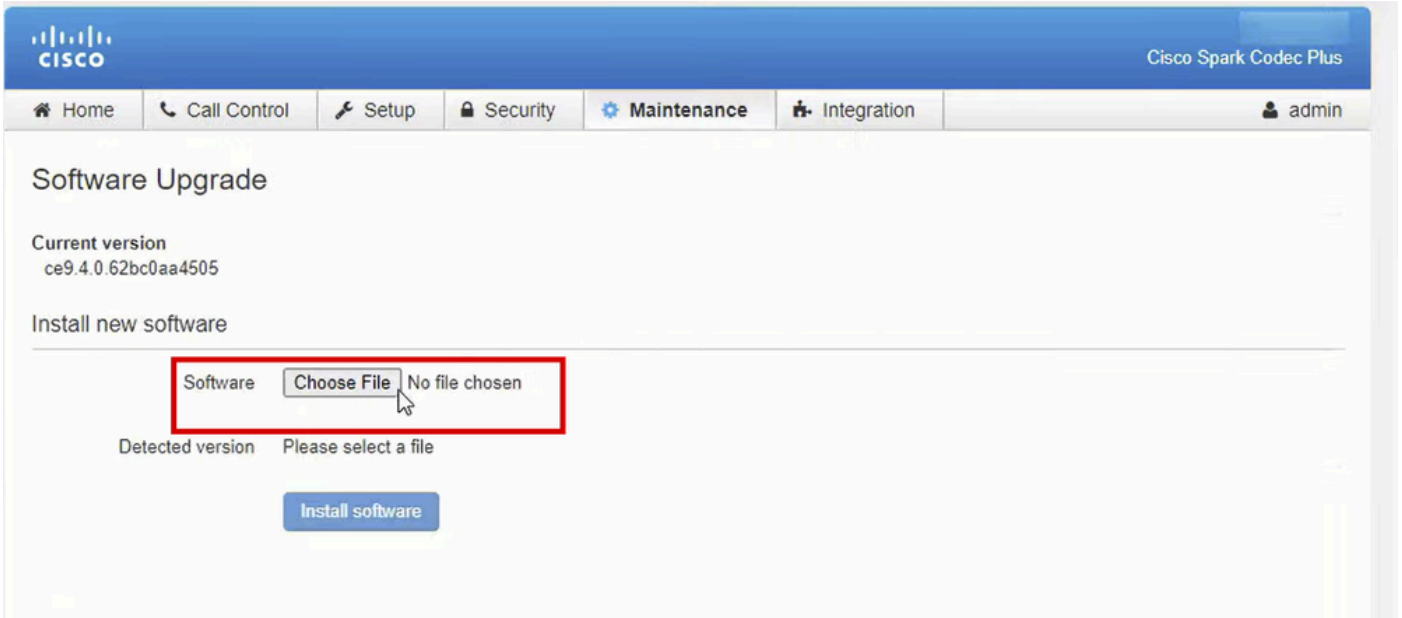 CISCO
Cisco Spark Codec Plus
Home Call Control Setup Security Maintenance Integration admin
Software Upgrade
Current version
ce9.4.0.62bc0aa4505
Install new software
Software Choose File No file chosen
Detected version Please select a file
Install software